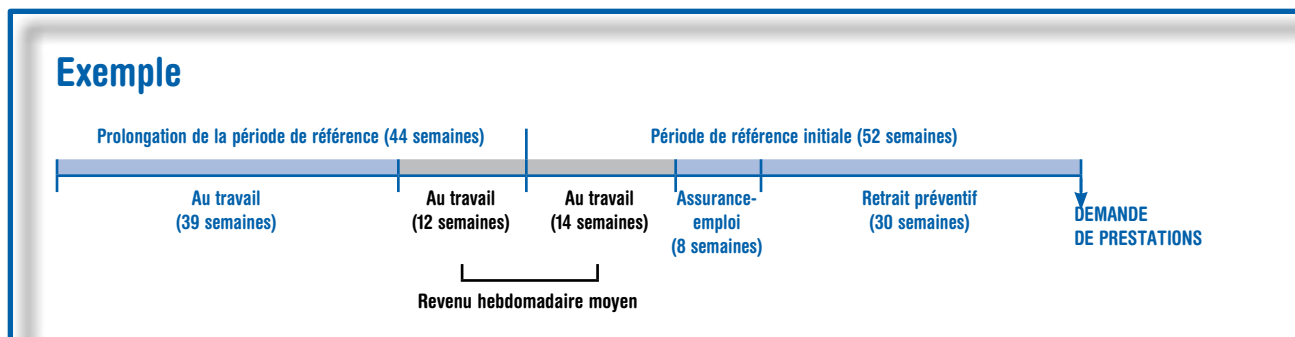 Exemple
Prolongation de la période de référence (44 semaines)
Période de référence initiale (52 semaines)
Au travail
(39 semaines)
Au travail
(12 semaines)
Au travail
(14 semaines)
Assurance-
emploi
(8 semaines)
Retrait préventif
(30 semaines)
DEMANDE
DE PRESTATIONS
Revenu hebdomadaire moyen